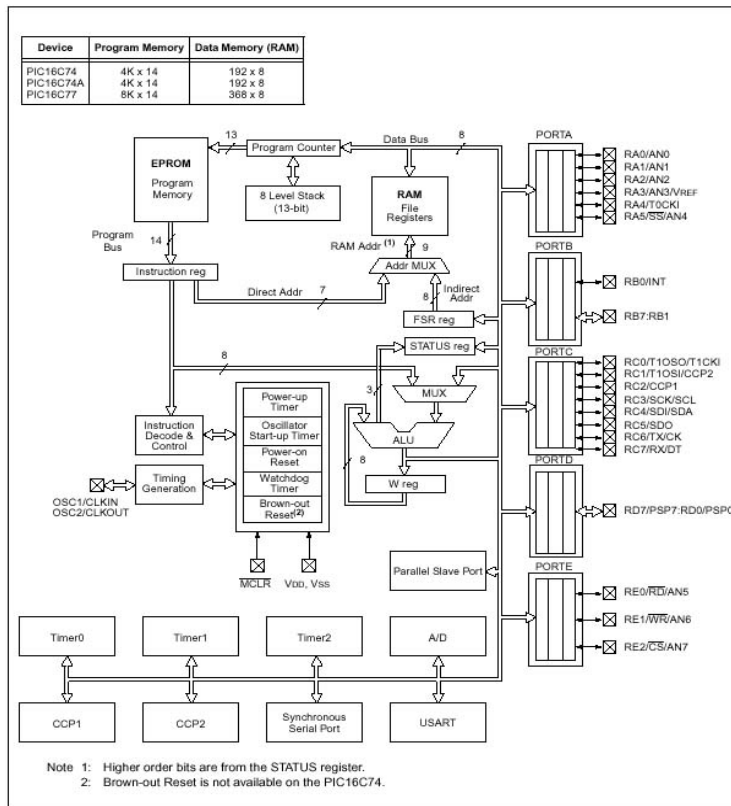 Device Program Memory Data Memory (RAM)
PIC16C74 4K x 14 192 x 8
PIC16C74A 4K x 14 192 x 8
PIC16C77 8K x 14 368 x 8
EPROM
Program
Memory
13
Program Counter
8 Level Stack
(13-bit)
Data Bus
8
RAM
File
Registers
Program
Bus
14
Instruction reg
RAM Addr (1)
9
Addr MUX
Direct Addr
7
8
Indirect
Addr
FSR reg
STATUS reg
8
3
MUX
ALU
8
W reg
Instruction
Decode &
Control
Timing
Generation
OSC1/CLKIN
OSC2/CLKOUT
Power-up
Timer
Oscillator
Start-up Timer
Power-on
Reset
Watchdog
Timer
Brown-out
Reset(2)
MCLR
VDD, VSS
Parallel Slave Port
PORTA
RA0/AN0
RA1/AN1
RA2/AN2
RA3/AN3/VREF
RA4/T0CKI
RA5/SS/AN4
PORTB
RB0/INT
RB7:RB1
PORTC
RC0/T1OSO/T1CKI
RC1/T1OSI/CCP2
RC2/CCP1
RC3/SCK/SCL
RC4/SDI/SDA
RC5/SDO
RC6/TX/CK
RC7/RX/DT
PORTD
RD7/PSP7:RD0/PSP0
PORTE
RE0/RD/AN5
RE1/WR/AN6
RE2/CS/AN7
Timer0
Timer1
Timer2
A/D
CCP1
CCP2
Synchronous
Serial Port
USART
Note 1: Higher order bits are from the STATUS register.
2: Brown-out Reset is not available on the PIC16C74.